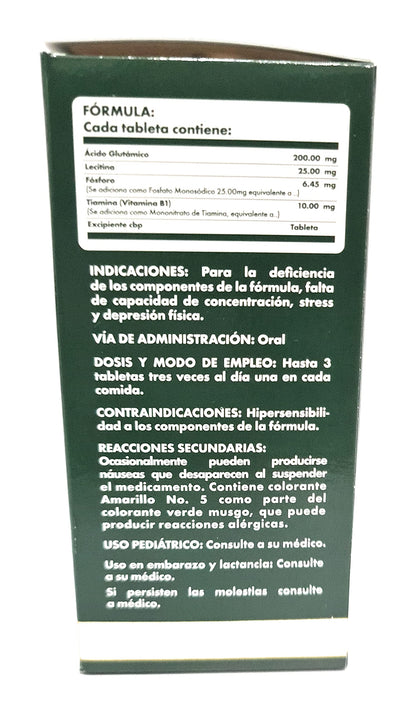 FÓRMULA:
Cada tableta contiene:
Ácido Glutámico 200.00 mg
Lecitina 25.00 mg
Fósforo 6.45 mg
(Se adiciona como Fosfato Monosódico 25.00mg equivalente a..)
Tiamina (Vitamina B1) 10.00 mg
(Se adiciona como Mononitrato de Tiamina, equivalente a..)
Excipiente cbp Tableta
INDICACIONES: Para la deficiencia
de los componentes de la fórmula, falta
de capacidad de concentración, stress
y depresión física.
VÍA DE ADMINISTRACIÓN: Oral
DOSIS Y MODO DE EMPLEO: Hasta 3
tabletas tres veces al día una en cada
comida.
CONTRAINDICACIONES: Hipersensibili-
dad a los componentes de la fórmula.
REACCIONES SECUNDARIAS:
Ocasionalmente pueden producirse
náuseas que desaparecen al suspender
el medicamento. Contiene colorante
Amarillo No. 5 como parte del
colorante verde musgo, que puede
producir reacciones alérgicas.
USO PEDIÁTRICO: Consulte a su médico.
Uso en embarazo y lactancia: Consulte
a su médico.
Si persisten las molestias consulte
a médico.